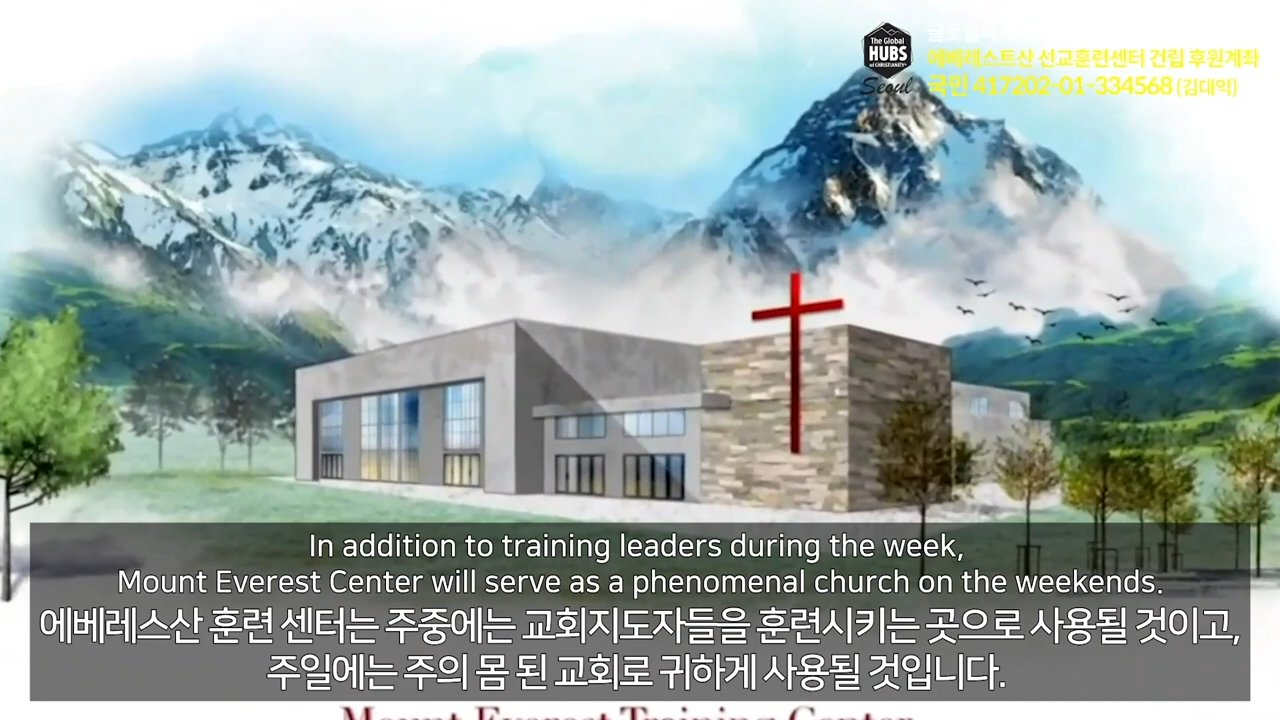 The Global
HUBS
of CHRISTIANITY
Seoul
에베레스트산 선교훈련센터 건립 후원계좌
국민 417202-01-334568 (김대억)
In addition to training leaders during the week,
Mount Everest Center will serve as a phenomenal church on the weekends.
에베레스산 훈련 센터는 주중에는 교회지도자들을 훈련시키는 곳으로 사용될 것이고,
주일에는 주의 몸 된 교회로 귀하게 사용될 것입니다.
Mount Everest Training Center